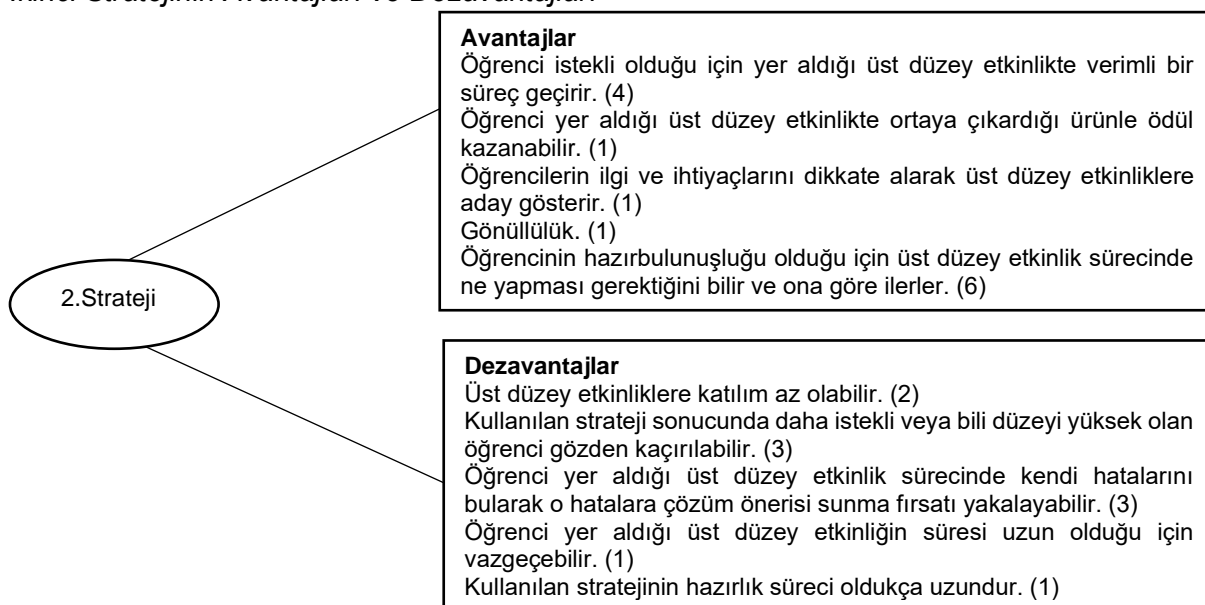 İkinci Stratejinin Avantajları ve Dezavantajları
Avantajlar
Öğrenci istekli olduğu için yer aldığı üst düzey etkinlikte verimli bir
süreç geçirir. (4)
Öğrenci yer aldığı üst düzey etkinlikte ortaya çıkardığı ürünle ödül
kazanabilir. (1)
Öğrencilerin ilgi ve ihtiyaçlarını dikkate alarak üst düzey etkinliklere
aday gösterir. (1)
Gönüllülük. (1)
Öğrencinin hazırbulunuşluğu olduğu için üst düzey etkinlik sürecinde
ne yapması gerektiğini bilir ve ona göre ilerler. (6)
2.Strateji
Dezavantajlar
Üst düzey etkinliklere katılım az olabilir. (2)
Kullanılan strateji sonucunda daha istekli veya bili düzeyi yüksek olan
öğrenci gözden kaçırılabilir. (3)
Öğrenci yer aldığı üst düzey etkinlik sürecinde kendi hatalarını
bularak o hatalara çözüm önerisi sunma fırsatı yakalayabilir. (3)
Öğrenci yer aldığı üst düzey etkinliğin süresi uzun olduğu için
vazgeçebilir. (1)
Kullanılan stratejinin hazırlık süreci oldukça uzundur. (1)